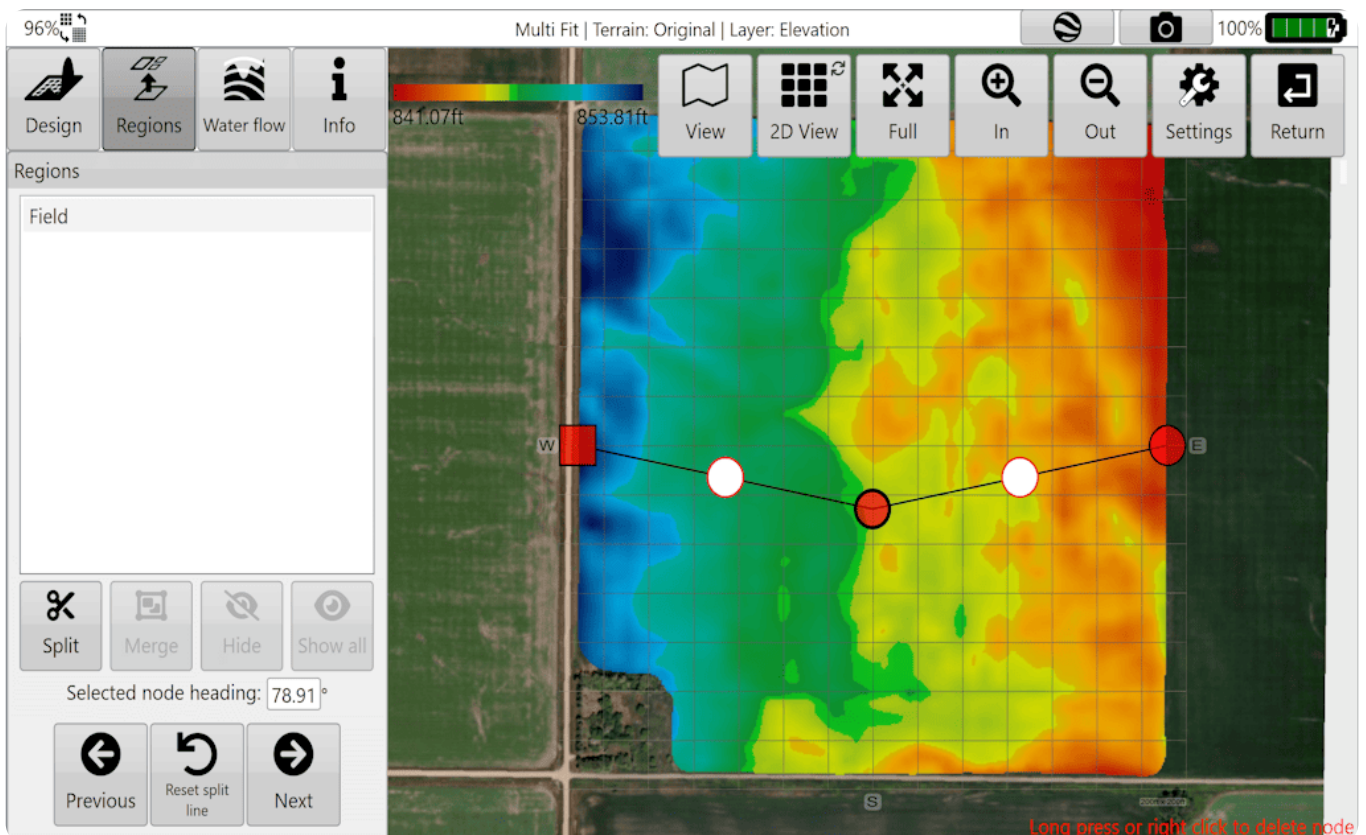 96%
Multi Fit | Terrain: Original | Layer: Elevation
100%
Design
Regions
Water flow
Info
841.07ft
853.81ft
View
2D View
Full
In
Out
Settings
Return
Regions
Field
W
E
Split
Merge
Hide
Show all
Selected node heading: 78.91°
Previous
Reset split
line
Next
S
200ft x 200ft
Long press or right click to delete node